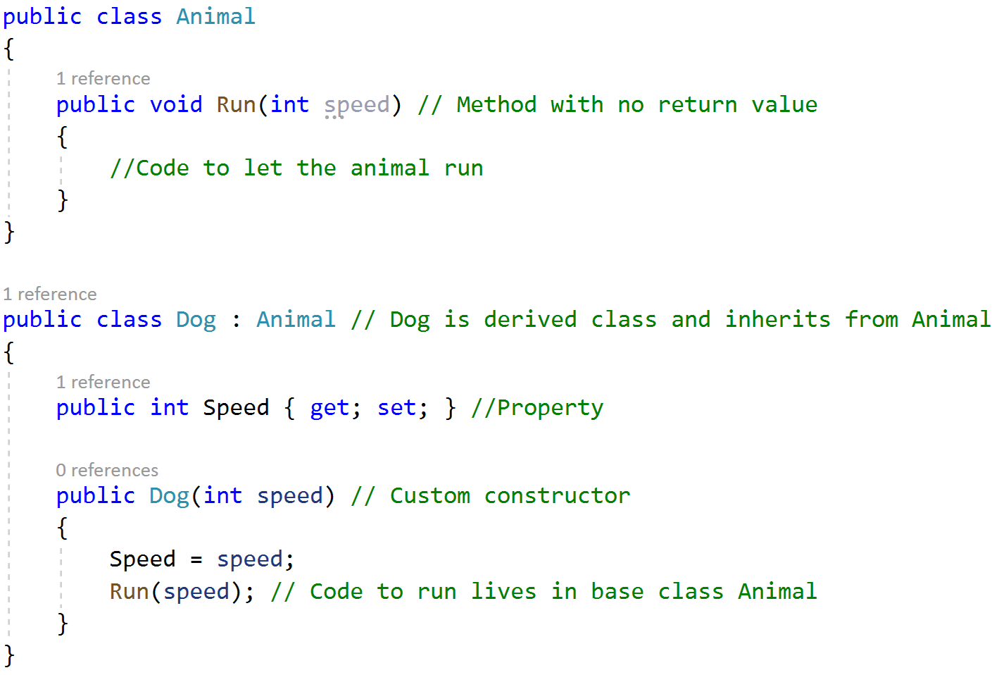 public class Animal
{
1 reference
public void Run(int speed) // Method with no return value
{
//Code to let the animal run
}
}
1 reference
public class Dog : Animal // Dog is derived class and inherits from Animal
{
1 reference
public int Speed { get; set; } //Property
0 references
public Dog(int speed) // Custom constructor
{
Speed = speed;
Run(speed); // Code to run lives in base class Animal
}
}